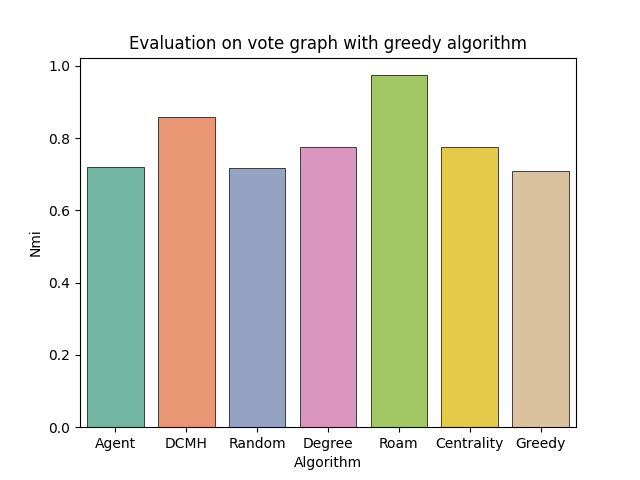 Evaluation on vote graph with greedy algorithm
1.0
0.8
0.6
0.4
0.2
0.0
Nmi
Agent DCMH Random Degree Roam Centrality Greedy
Algorithm